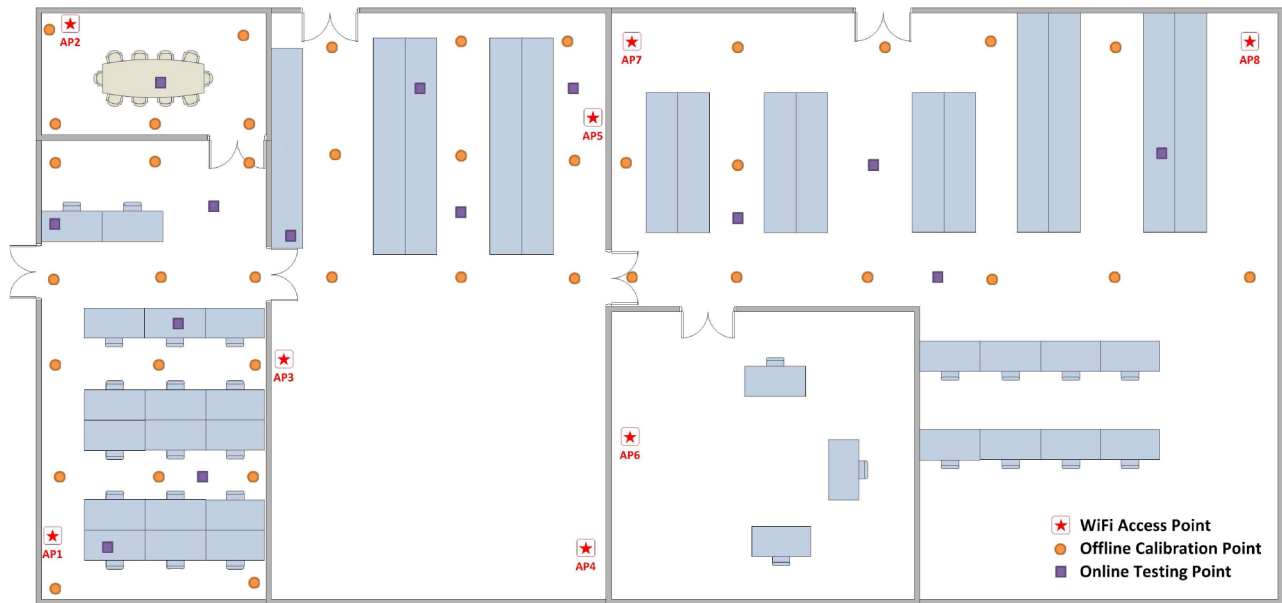 AP2
AP7
AP8
AP5
AP3
AP6
AP1
AP4
WiFi Access Point
Offline Calibration Point
Online Testing Point